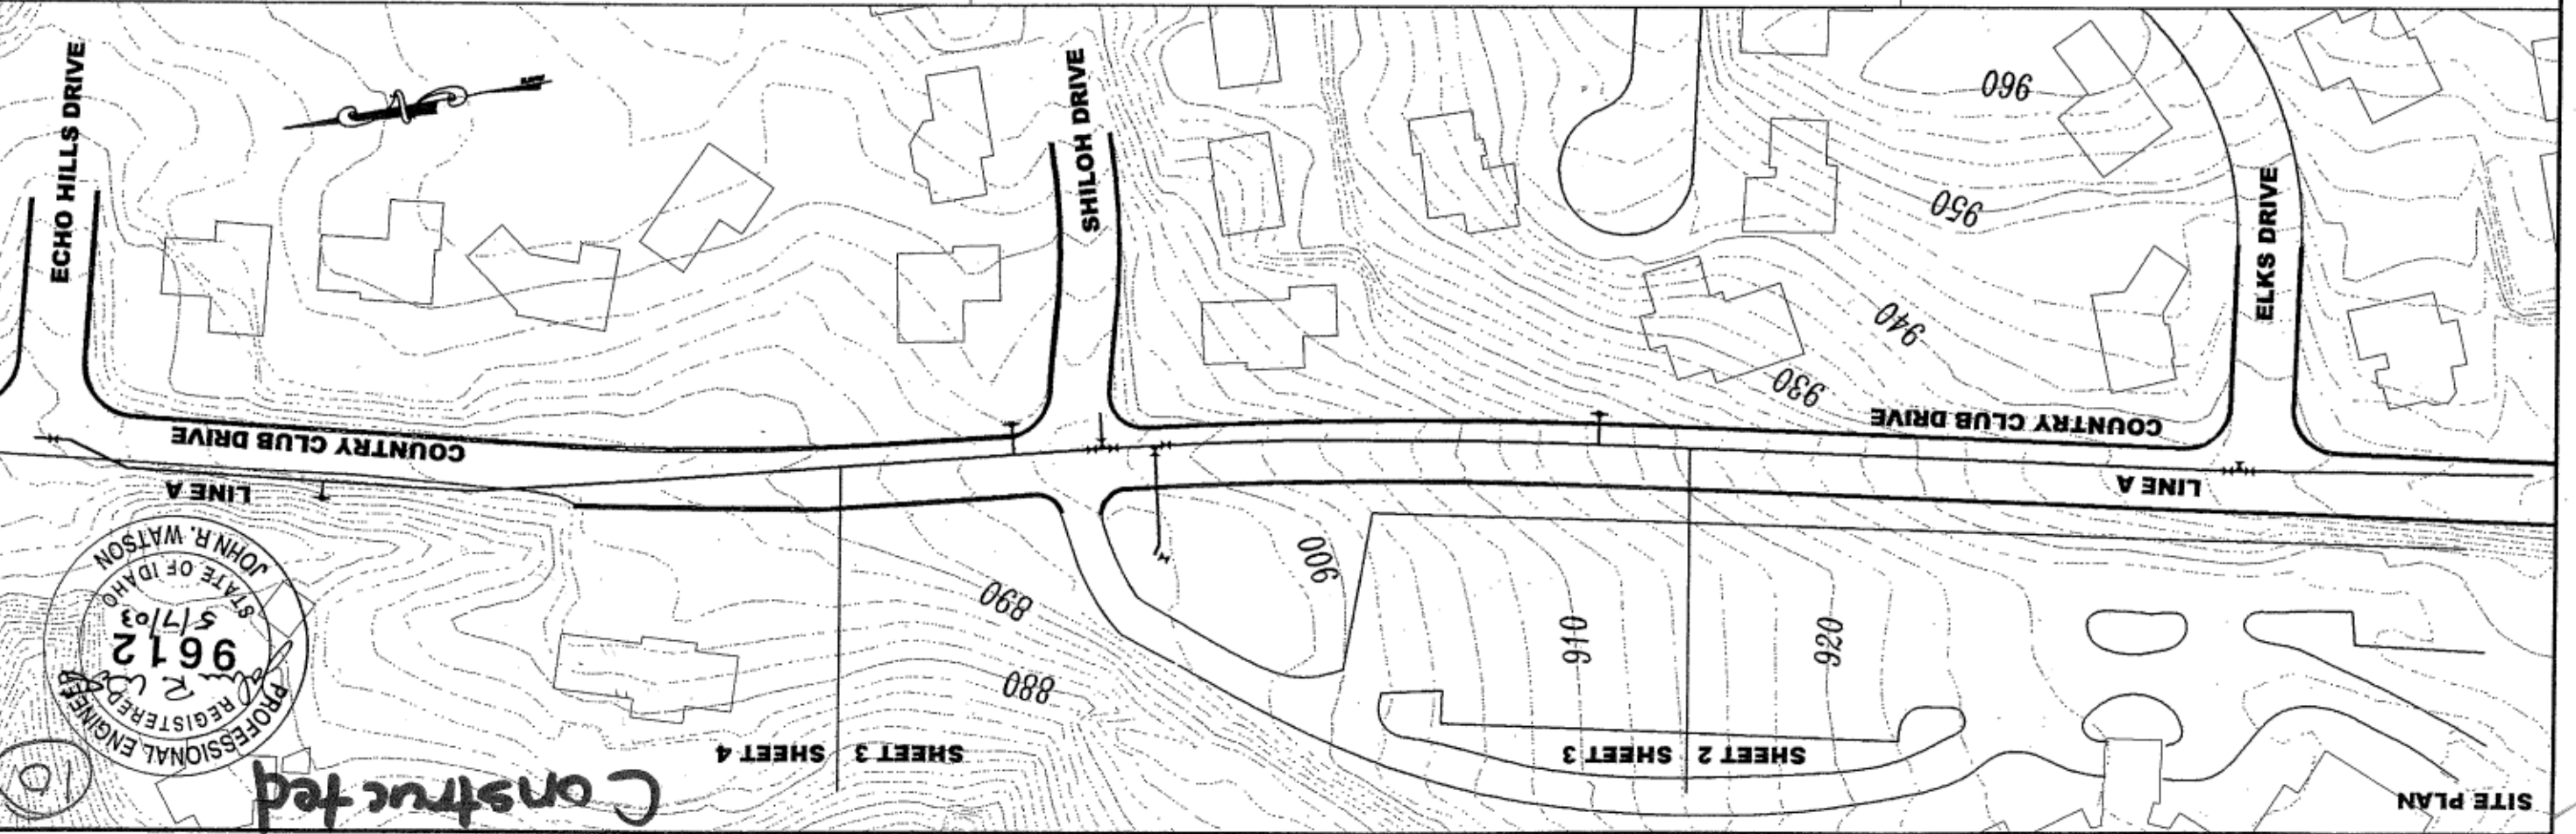 ECHO HILLS DRIVE
SHILOH DRIVE
ELKS DRIVE
960
950
940
930
COUNTRY CLUB DRIVE
COUNTRY CLUB DRIVE
LINE A
LINE A
900
890
880
910
920
SHEET 4
SHEET 3
SHEET 3
SHEET 2
SITE PLAN
PROFESSIONAL ENGINEER
REGISTERED
9612
5/7/03
STATE OF IDAHO
JOHN R. WATSON
Constructed